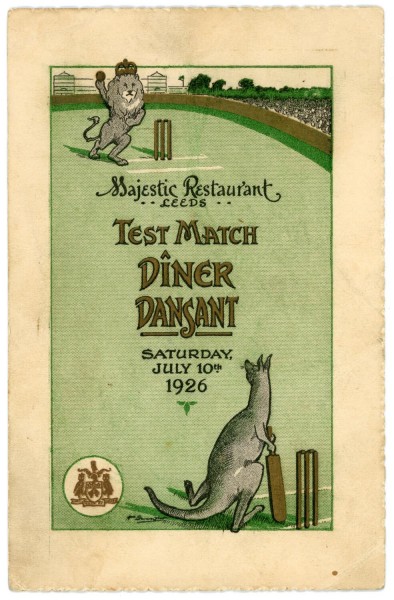 Majestic Restaurant
LEEDS
TEST MATCH
DÎNER
DANSANT
SATURDAY,
JULY 10th
1926